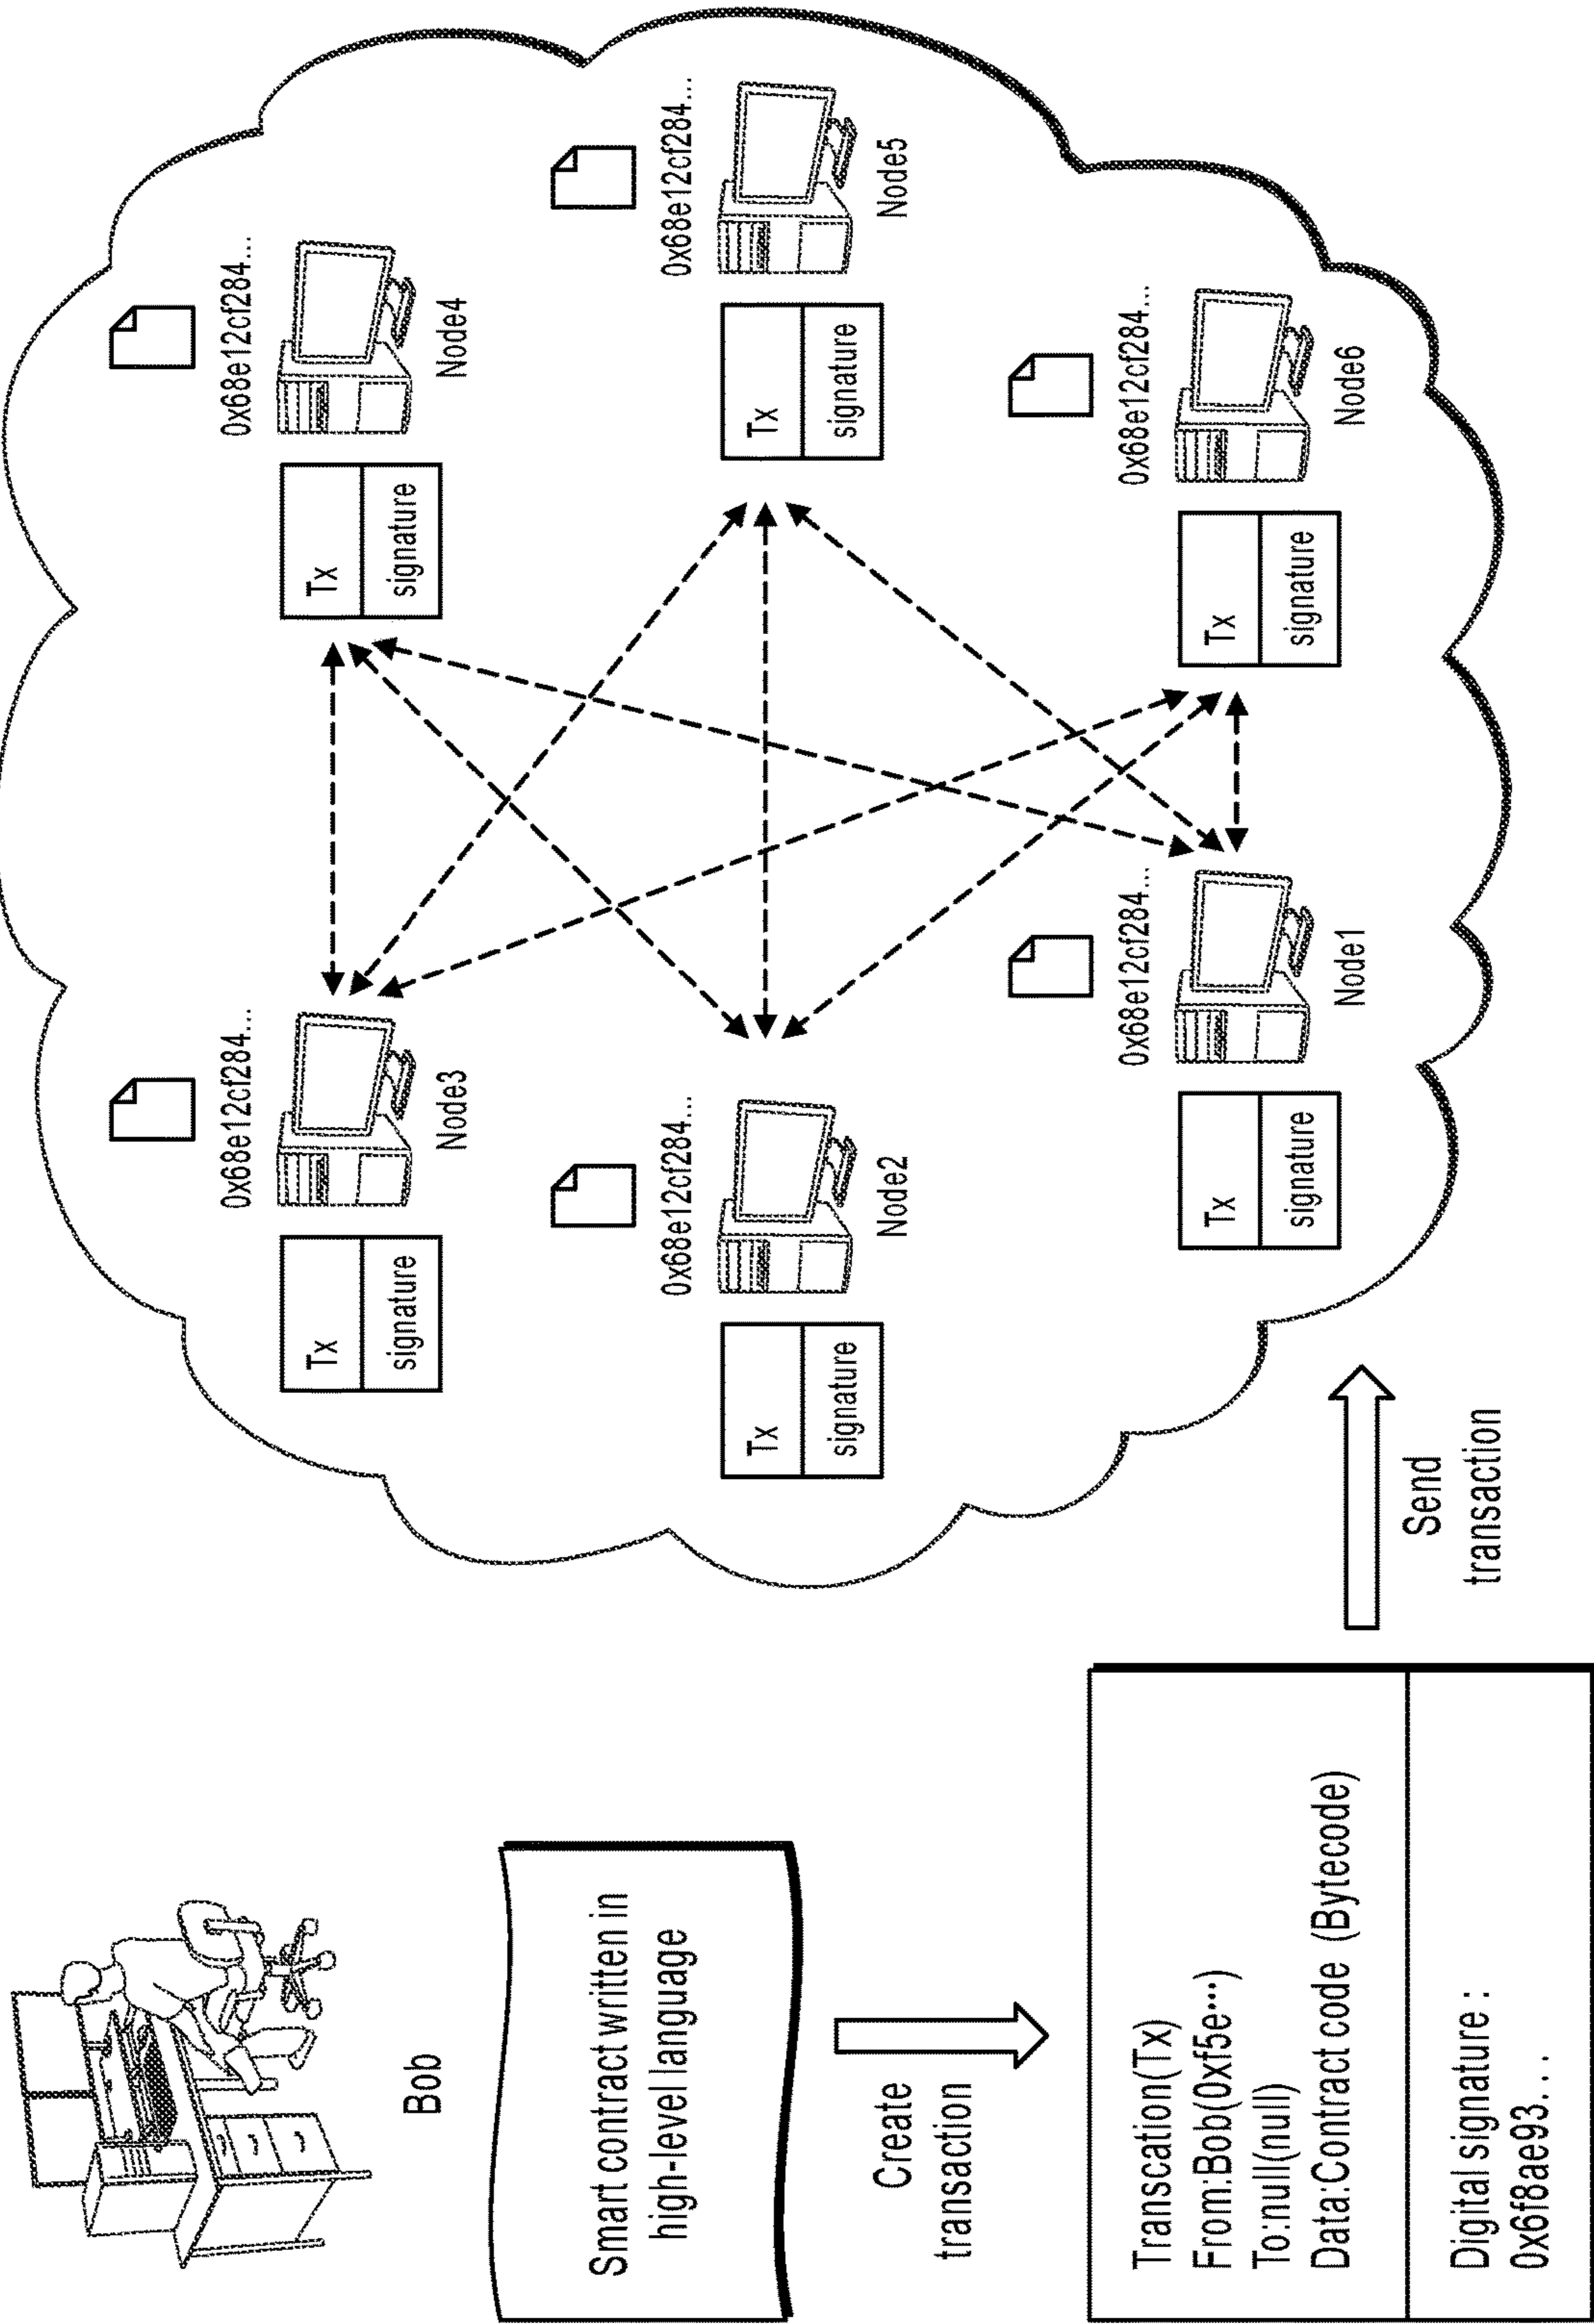 Bob
Smart contract written in
high-level language
Create
transaction
Transcation(Tx)
From:Bob(0xf5e···)
To:null(null)
Data:Contract code (Bytecode)
Digital signature :
0x6f8ae93...
Send
transaction
0x68e12cf284...
Tx
signature
Node3
0x68e12cf284...
Tx
signature
Node4
0x68e12cf284...
Tx
signature
Node2
0x68e12cf284...
Tx
signature
Node5
0x68e12cf284...
Tx
signature
Node1
0x68e12cf284...
Tx
signature
Node6